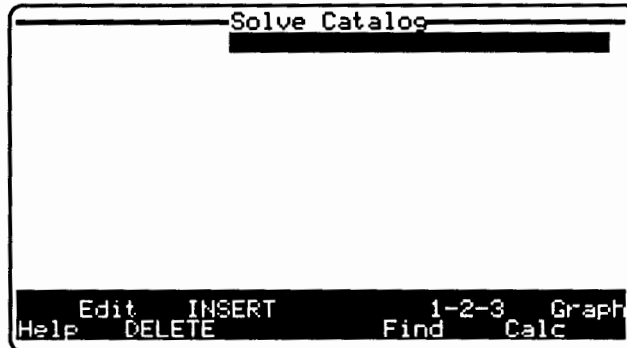 Solve Catalog
Edit INSERT 1-2-3 Graph
Help DELETE Find Calc